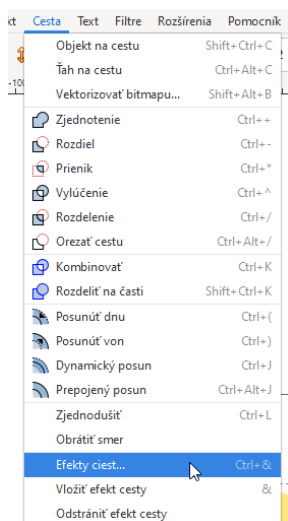 kt Cesta Text Filtre Rozšírenia Pomocník
Objekt na cestu Shift+Ctrl+C
Ťah na cestu Ctrl+Alt+C
2
-100
Vektorizovať bitmapu... Shift+Alt+B
Zjednotenie Ctrl++
Rozdiel Ctrl+-
Prienik Ctrl+*
Vylúčenie Ctrl+^
Rozdelenie Ctrl+/
Orezať cestu Ctrl+Alt+/
Kombinovať Ctrl+K
Rozdeliť na časti Shift+Ctrl+K
Posunúť dnu Ctrl+(
Posunúť von Ctrl+)
Dynamický posun Ctrl+J
Prepojený posun Ctrl+Alt+J
Zjednodušiť Ctrl+L
Obrátiť smer
Efekty ciest... Ctrl+&
Vložiť efekt cesty &
Odstrániť efekt cesty